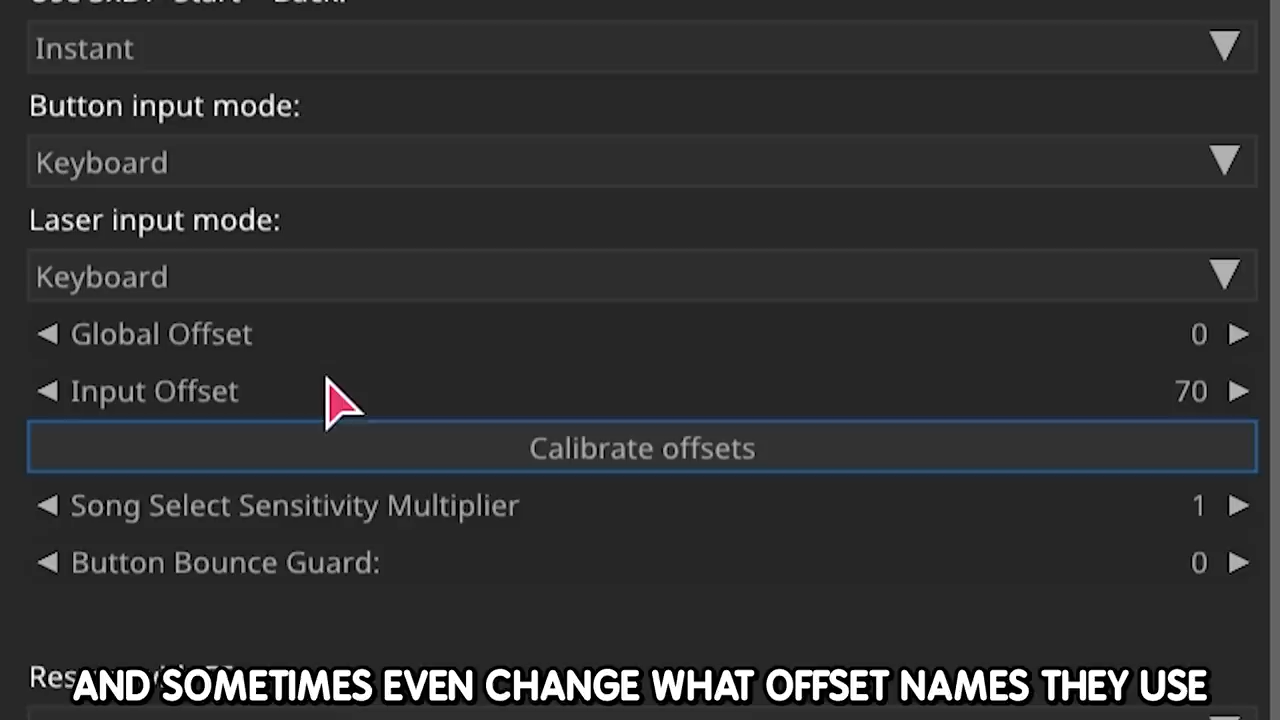 Instant
Button input mode:
Keyboard
Laser input mode:
Keyboard
Global Offset 0
Input Offset 70
Calibrate offsets
Song Select Sensitivity Multiplier 1
Button Bounce Guard: 0
AND SOMETIMES EVEN CHANGE WHAT OFFSET NAMES THEY USE